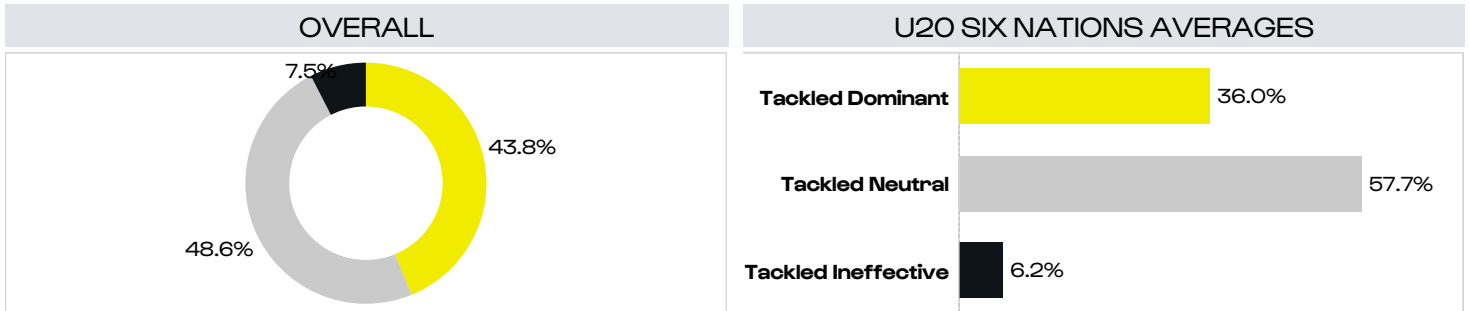 OVERALL
7.5%
43.8%
48.6%
U20 SIX NATIONS AVERAGES
Tackled Dominant 36.0%
Tackled Neutral 57.7%
Tackled Ineffective 6.2%